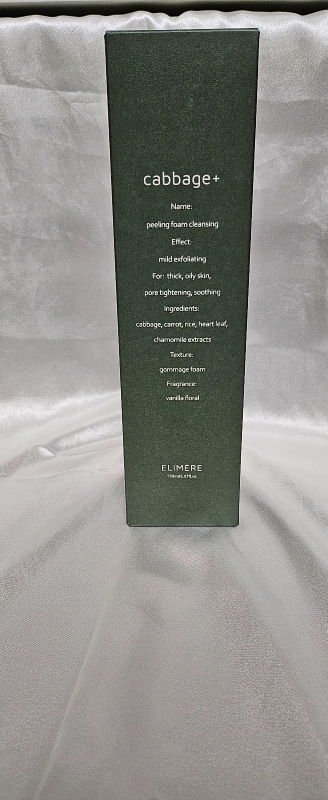 cabbage+
Name:
peeling foam cleansing
Effect:
mild exfoliating
For: thick, oily skin,
pore tightening, soothing
Ingredients:
cabbage, carrot, rice, heart leaf,
chamomile extracts
Texture:
gommage foam
Fragrance:
vanilla floral
ELIMERE